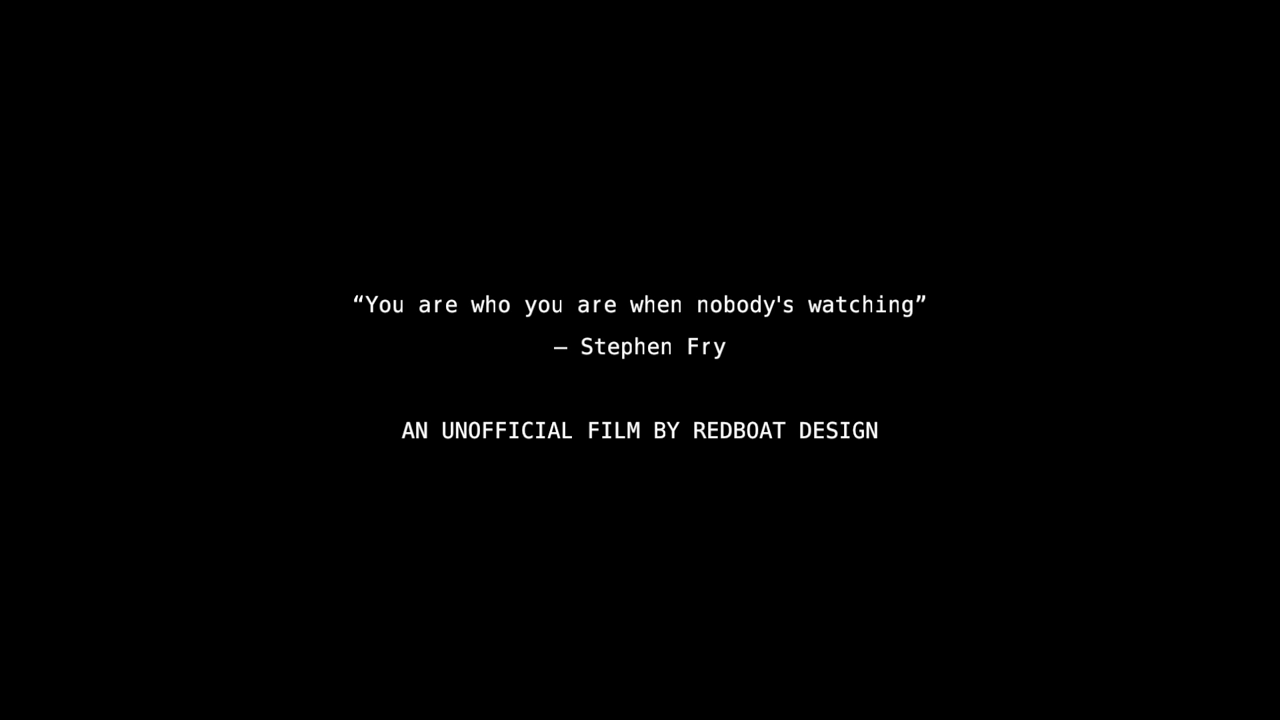 “You are who you are when nobody's watching”
— Stephen Fry
AN UNOFFICIAL FILM BY REDBOAT DESIGN